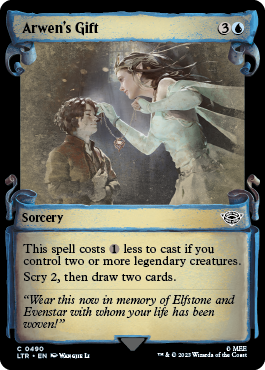 Arwen's Gift 3
Sorcery
This spell costs 1 less to cast if you
control two or more legendary creatures.
Scry 2, then draw two cards.
“Wear this now in memory of Elfstone and
Evenstar with whom your life has been
woven!”
C 0490
LTR • EN Wangjie Li
© MEE
™ & © 2023 Wizards of the Coast